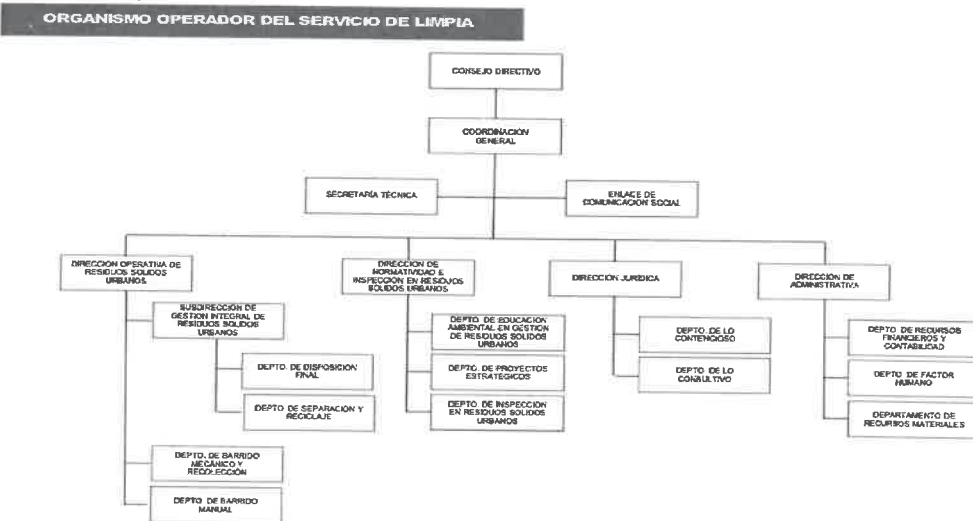 ORGANISMO OPERADOR DEL SERVICIO DE LIMPIA
CONSEJO DIRECTIVO
COORDINACIÓN
GENERAL
SECRETARÍA TÉCNICA
ENLACE DE
COMUNICACIÓN SOCIAL
DIRECCIÓN OPERATIVA DE
RESIDUOS SOLIDOS
URBANOS
DIRECCIÓN DE
NORMATIVIDAD E
INSPECCIÓN EN RESIDUOS
SÓLIDOS URBANOS
DIRECCIÓN JURÍDICA
DIRECCIÓN DE
ADMINISTRATIVA
SUBDIRECCIÓN DE
GESTIÓN INTEGRAL DE
RESIDUOS SÓLIDOS
URBANOS
DEPTO. DE DISPOSICIÓN
FINAL
DEPTO. DE SEPARACIÓN Y
RECICLAJE
DEPTO. DE BARRIDO
MECÁNICO Y
RECOLECCIÓN
DEPTO. DE BARRIDO
MANUAL
DEPTO. DE EDUCACIÓN
AMBIENTAL EN GESTIÓN
DE RESIDUOS SÓLIDOS
URBANOS
DEPTO. DE PROYECTOS
ESTRATÉGICOS
DEPTO. DE INSPECCIÓN
EN RESIDUOS SOLIDOS
URBANOS
DEPTO. DE LO
CONTENCIOSO
DEPTO. DE LO
CONSULTIVO
DEPTO. DE RECURSOS
FINANCIEROS Y
CONTABILIDAD
DEPTO. DE FACTOR
HUMANO
DEPARTAMENTO DE
RECURSOS MATERIALES